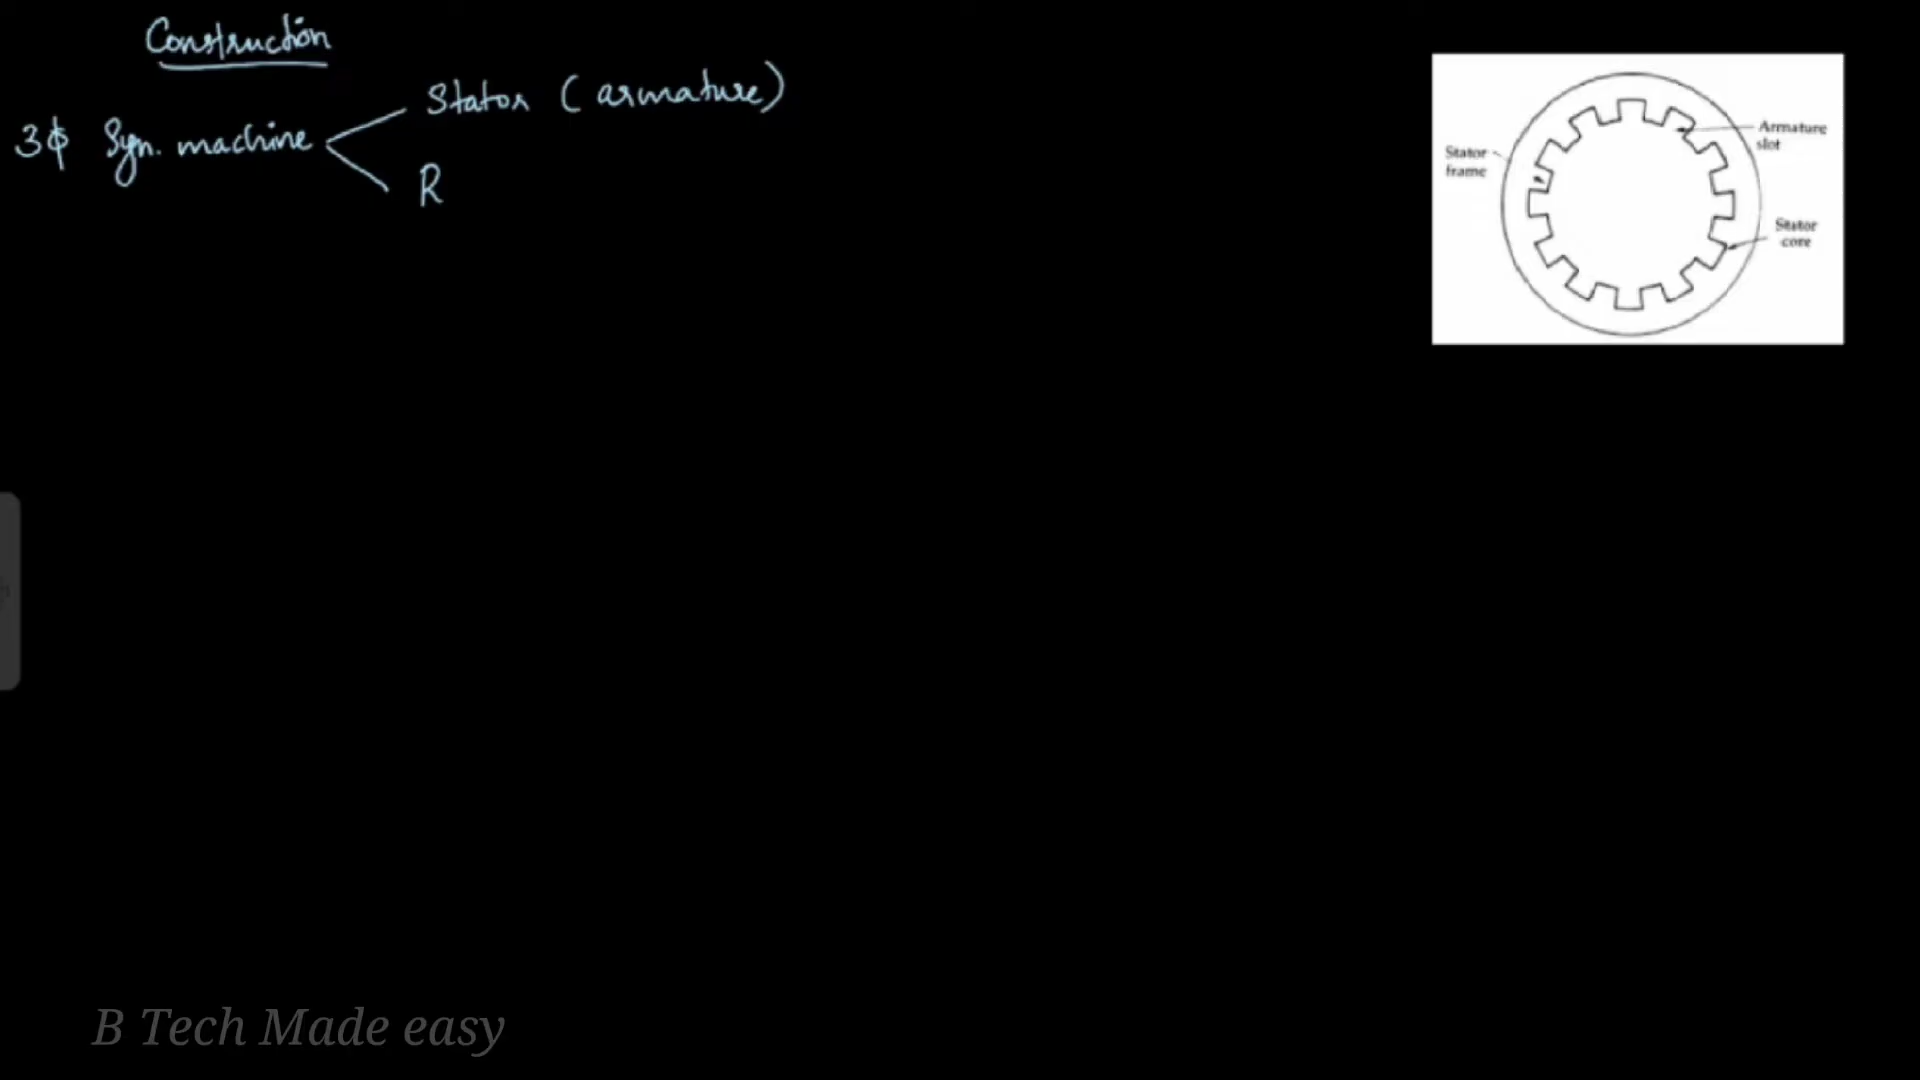 Construction
Stator (armature)
3φ Syn. machine
R
Armature
slot
Stator
frame
Stator
core
B Tech Made easy